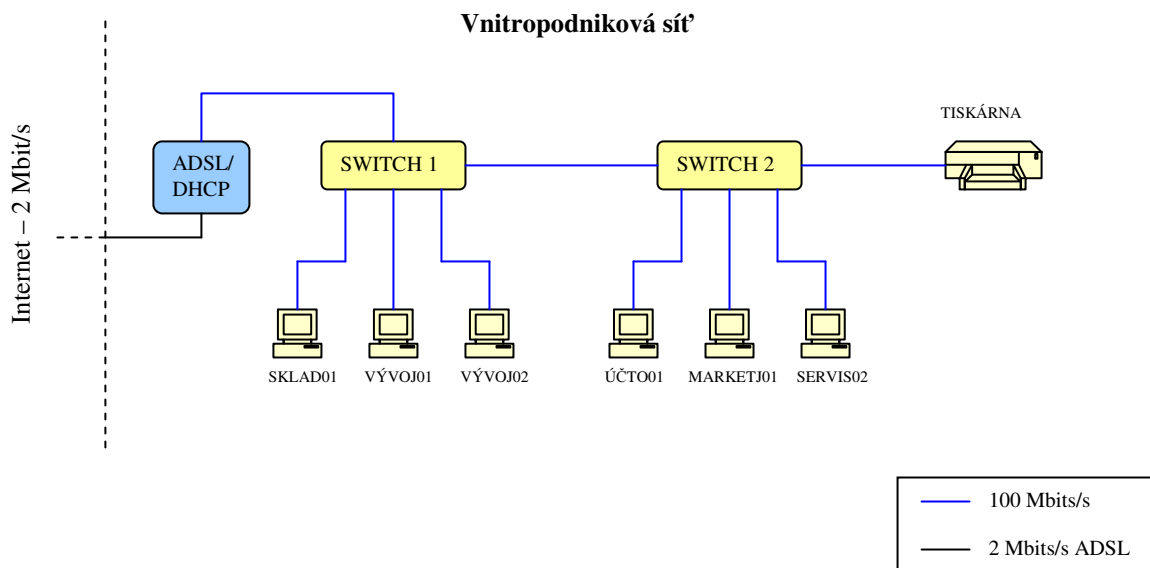 Vnitropodniková síť
Internet – 2 Mbit/s
TISKÁRNA
ADSL/
DHCP
SWITCH 1
SWITCH 2
SKLAD01
VÝVOJ01
VÝVOJ02
ÚČTO01
MARKETJ01
SERVIS02
100 Mbits/s
2 Mbits/s ADSL